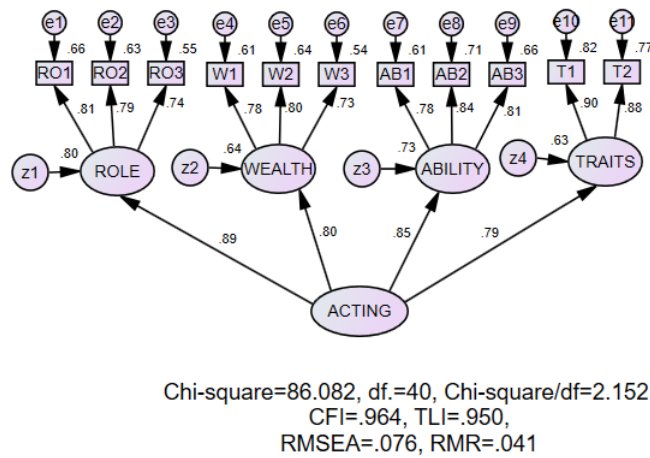 e1 e2 e3 e4 e5 e6 e7 e8 e9 e10 e11
.66 .63 .55 .61 .64 .54 .61 .71 .66 .82 .77
RO1 RO2 RO3 W1 W2 W3 AB1 AB2 AB3 T1 T2
.81 .79 .74 .78 .80 .73 .78 .84 .81 .90 .88
z1 .80 ROLE z2 .64 WEALTH z3 .73 ABILITY z4 .63 TRAITS
.89 .80 .85 .79
ACTING
Chi-square=86.082, df.=40, Chi-square/df=2.152
CFI=.964, TLI=.950,
RMSEA=.076, RMR=.041